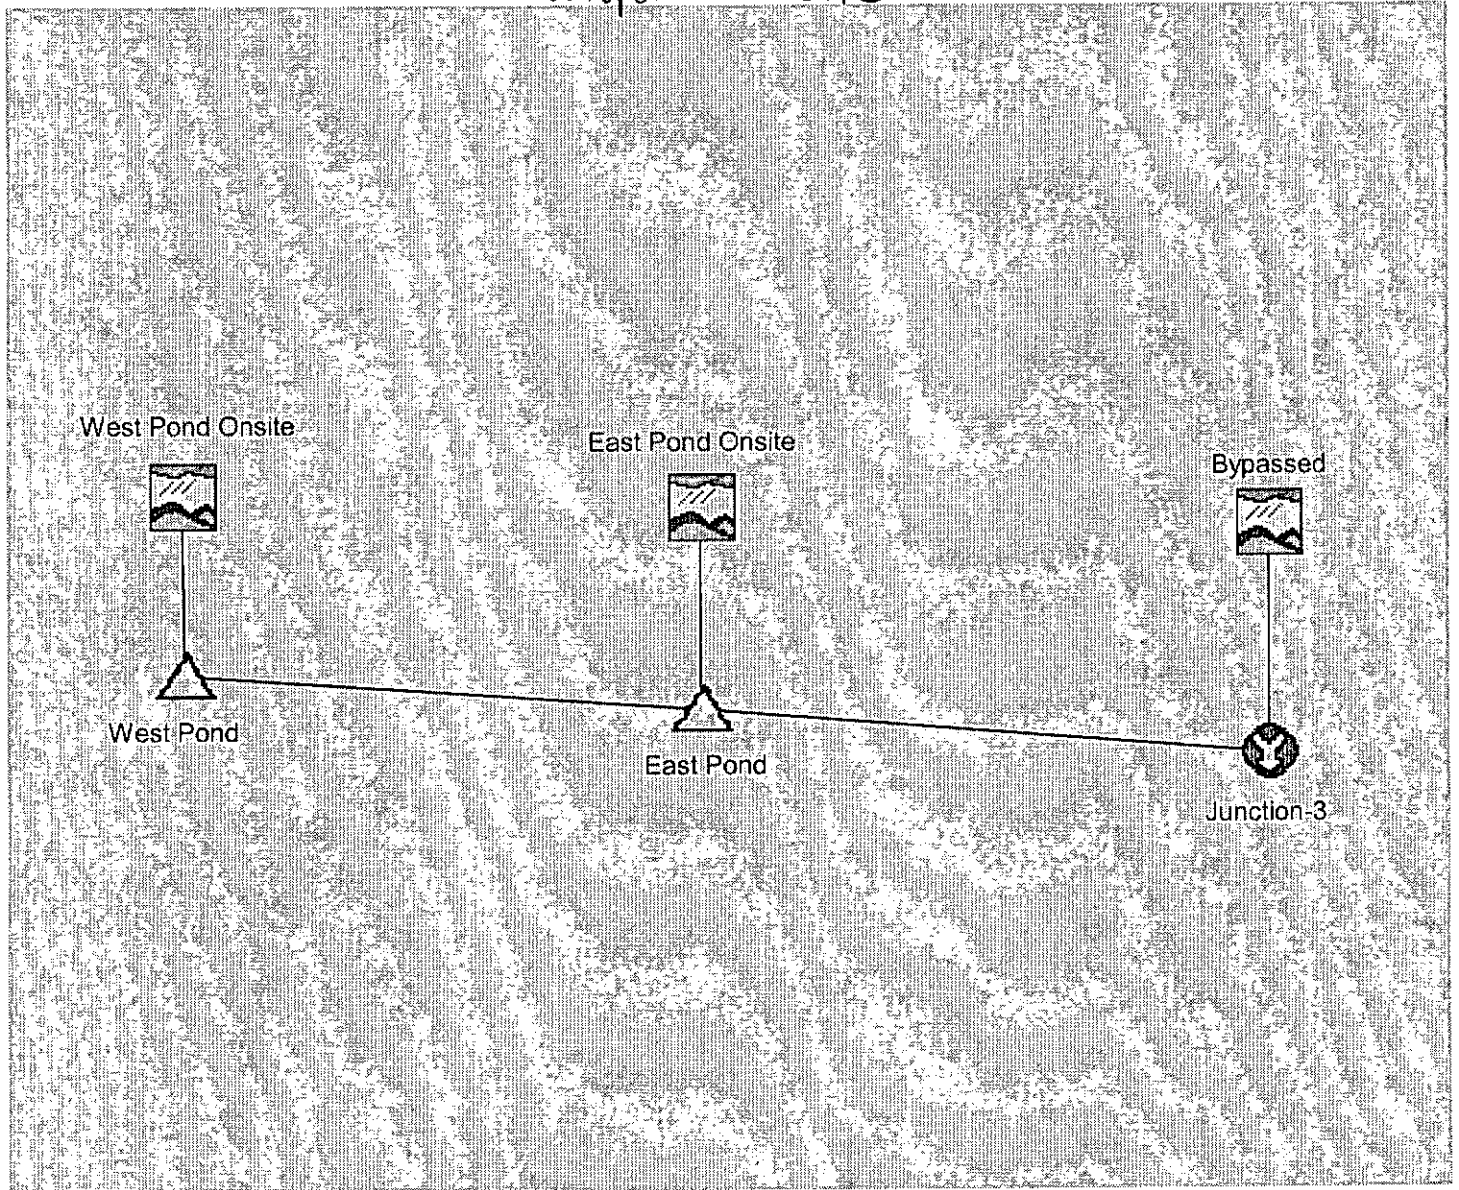 West Pond Onsite
East Pond Onsite
Bypassed
West Pond
East Pond
Junction-3